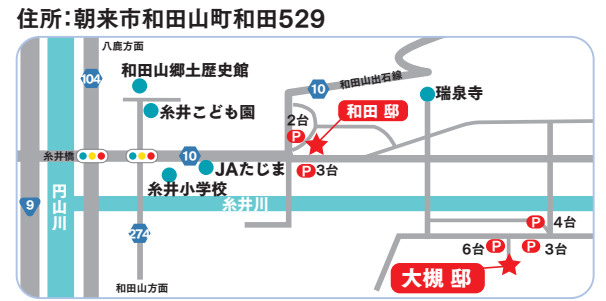 住所：朝来市和田山町和田529
八鹿方面
和田山郷土歴史館
104
10
和田山出石線
瑞泉寺
糸井こども園
和田 邸
2台
P
糸井橋
10
JAたじま
P
3台
糸井小学校
9
円山川
糸井川
274
P
4台
6台
P
P
3台
大槻 邸
和田山方面